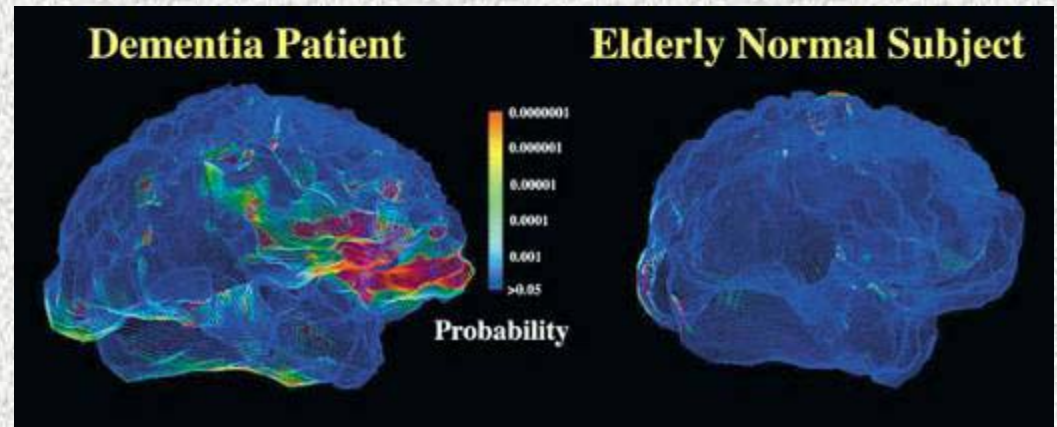 Dementia Patient
Elderly Normal Subject
0.0000001
0.000001
0.00001
0.0001
0.001
>0.05
Probability